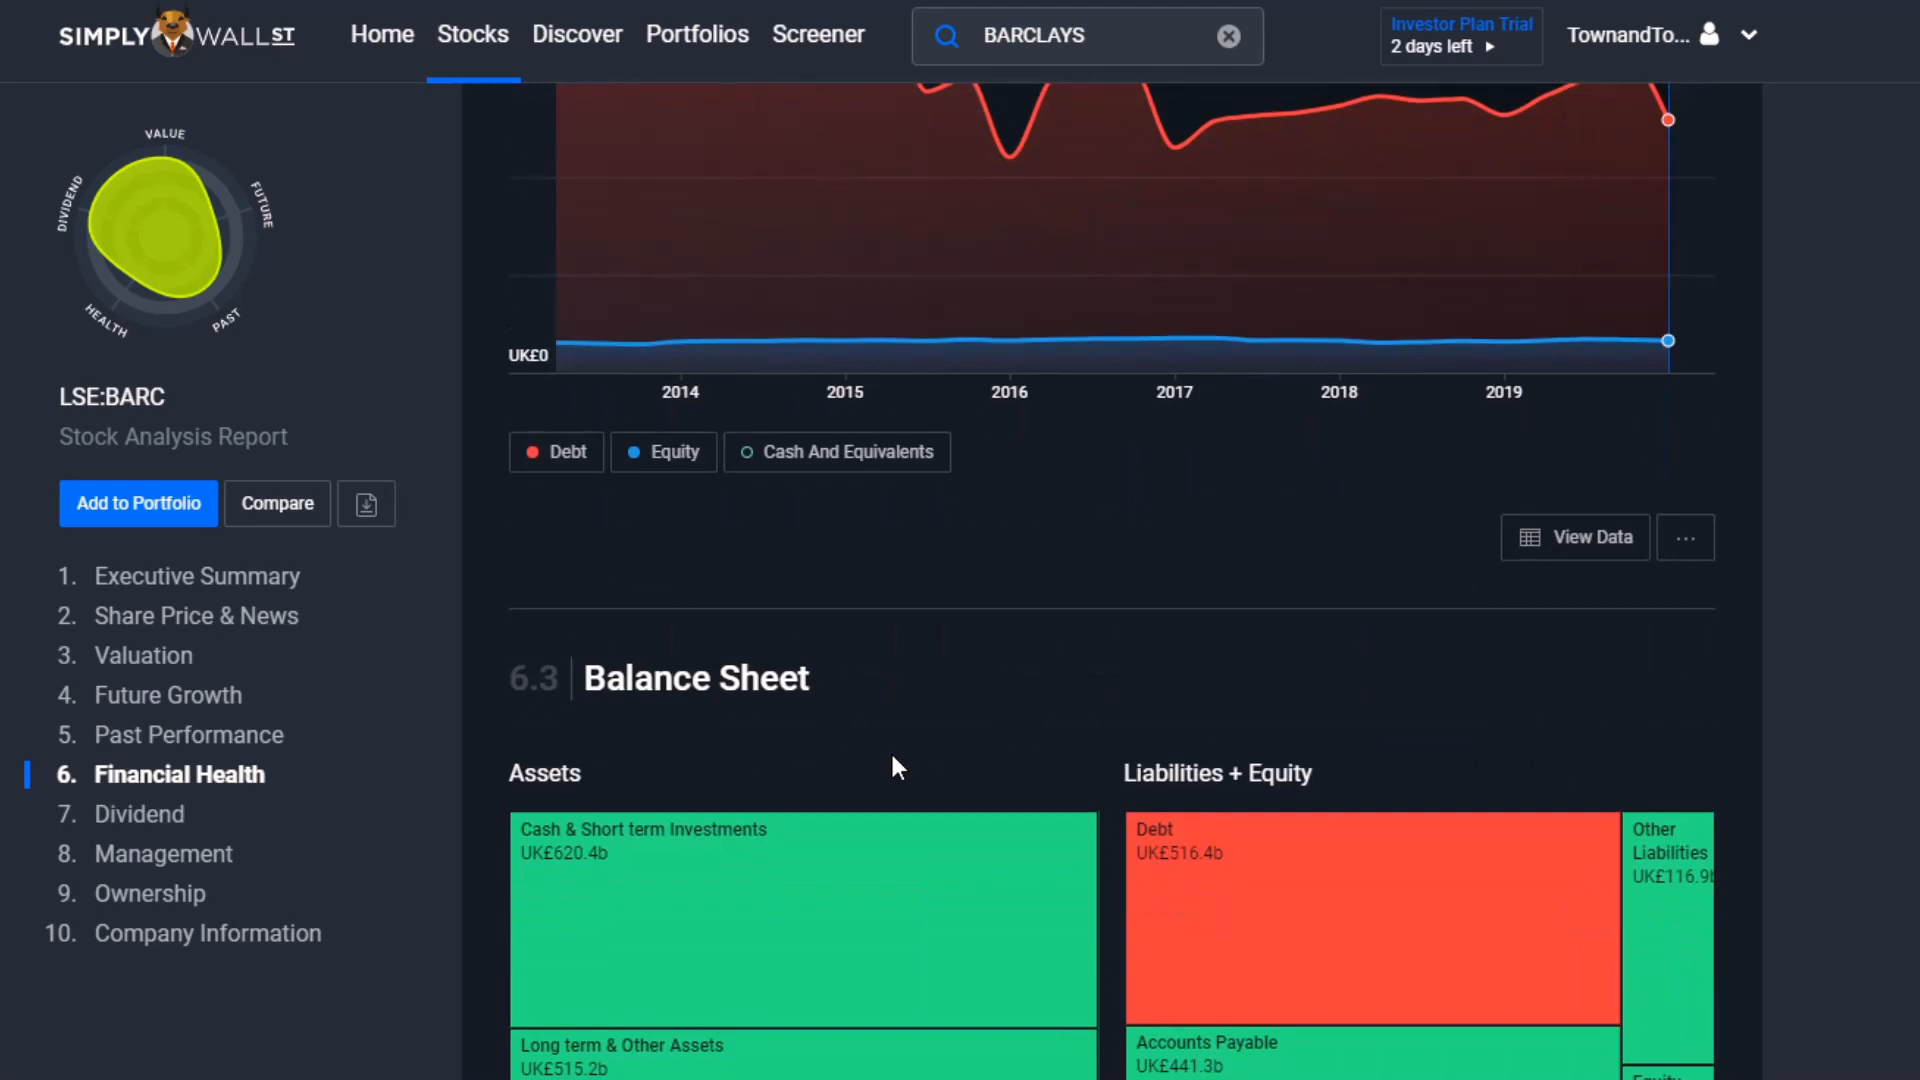 SIMPLY WALLST
Home
Stocks
Discover
Portfolios
Screener
BARCLAYS
Investor Plan Trial
2 days left
TownandTo...
VALUE
FUTURE
PAST
HEALTH
DIVIDEND
LSE:BARC
Stock Analysis Report
Add to Portfolio
Compare
1. Executive Summary
2. Share Price & News
3. Valuation
4. Future Growth
5. Past Performance
6. Financial Health
7. Dividend
8. Management
9. Ownership
10. Company Information
UK£0
2014 2015 2016 2017 2018 2019
Debt
Equity
Cash And Equivalents
View Data
...
6.3 Balance Sheet
Assets
Cash & Short term Investments
UK£620.4b
Long term & Other Assets
UK£515.2b
Liabilities + Equity
Debt
UK£516.4b
Other
Liabilities
UK£116.9b
Accounts Payable
UK£441.3b
Equity